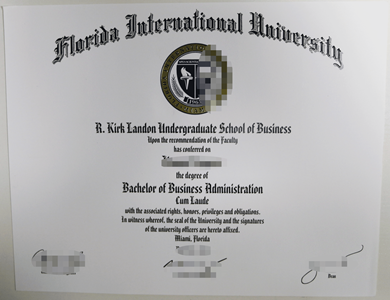 Florida International University
R. Kirk Landon Undergraduate School of Business
Upon the recommendation of the Faculty
has conferred on
the degree of
Bachelor of Business Administration
Cum Laude
with the associated rights, honors, privileges and obligations.
In witness whereof, the seal of the University and the signatures
of the university officers are hereto affixed.
Miami, Florida
Dean